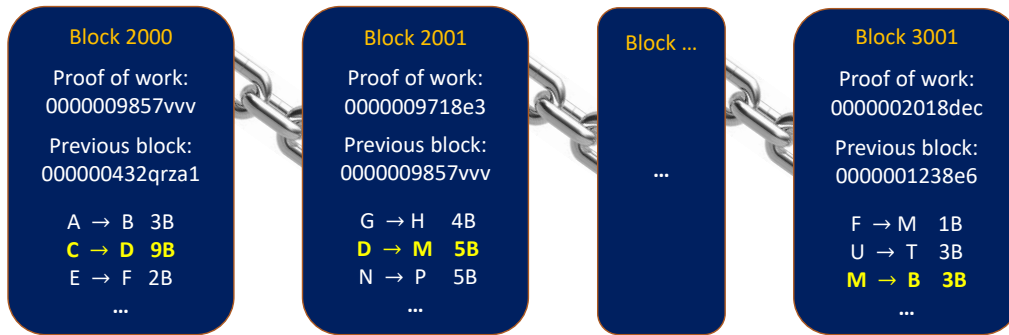 Block 2000
Proof of work:
0000009857vvv
Previous block:
000000432qrza1
A → B 3B
C → D 9B
E → F 2B
...
Block 2001
Proof of work:
0000009718e3
Previous block:
0000009857vvv
G → H 4B
D → M 5B
N → P 5B
...
Block ...
...
Block 3001
Proof of work:
0000002018dec
Previous block:
0000001238e6
F → M 1B
U → T 3B
M → B 3B
...